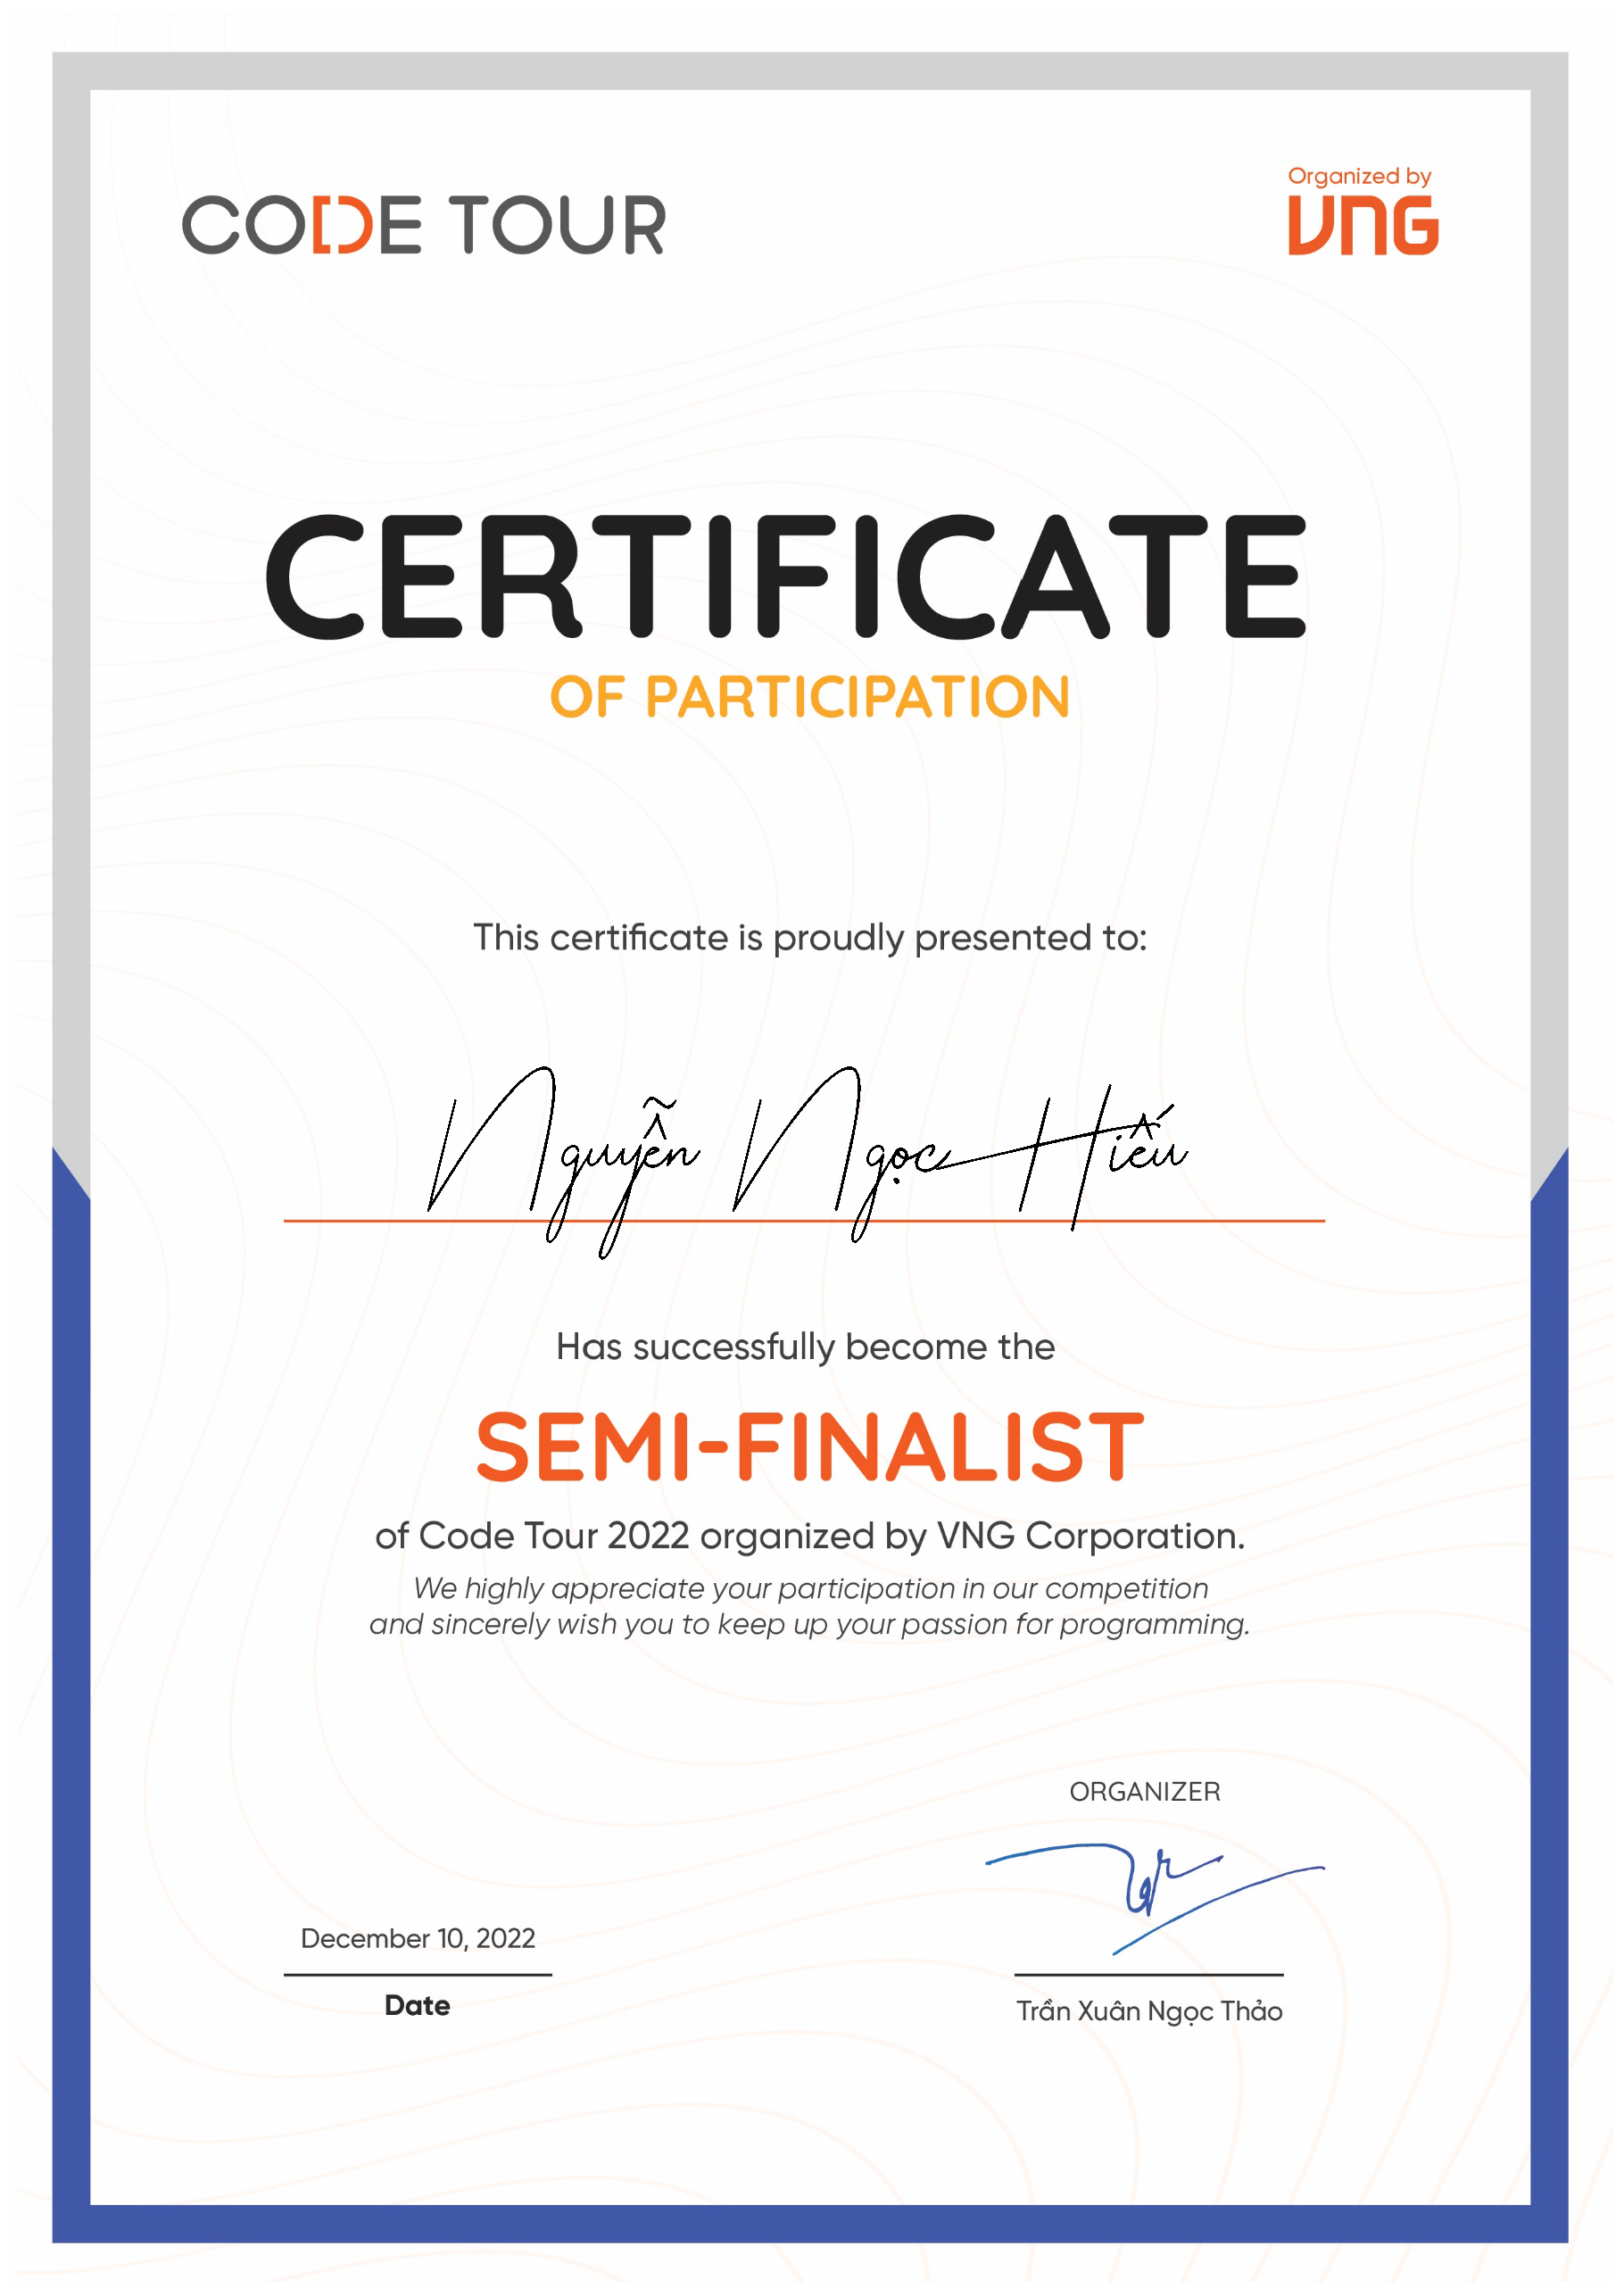 CODE TOUR
Organized by
VNG
CERTIFICATE
OF PARTICIPATION
This certificate is proudly presented to:
Nguyễn Ngọc Hiếu
Has successfully become the
SEMI-FINALIST
of Code Tour 2022 organized by VNG Corporation.
We highly appreciate your participation in our competition
and sincerely wish you to keep up your passion for programming.
ORGANIZER
December 10, 2022
Date
Trần Xuân Ngọc Thảo